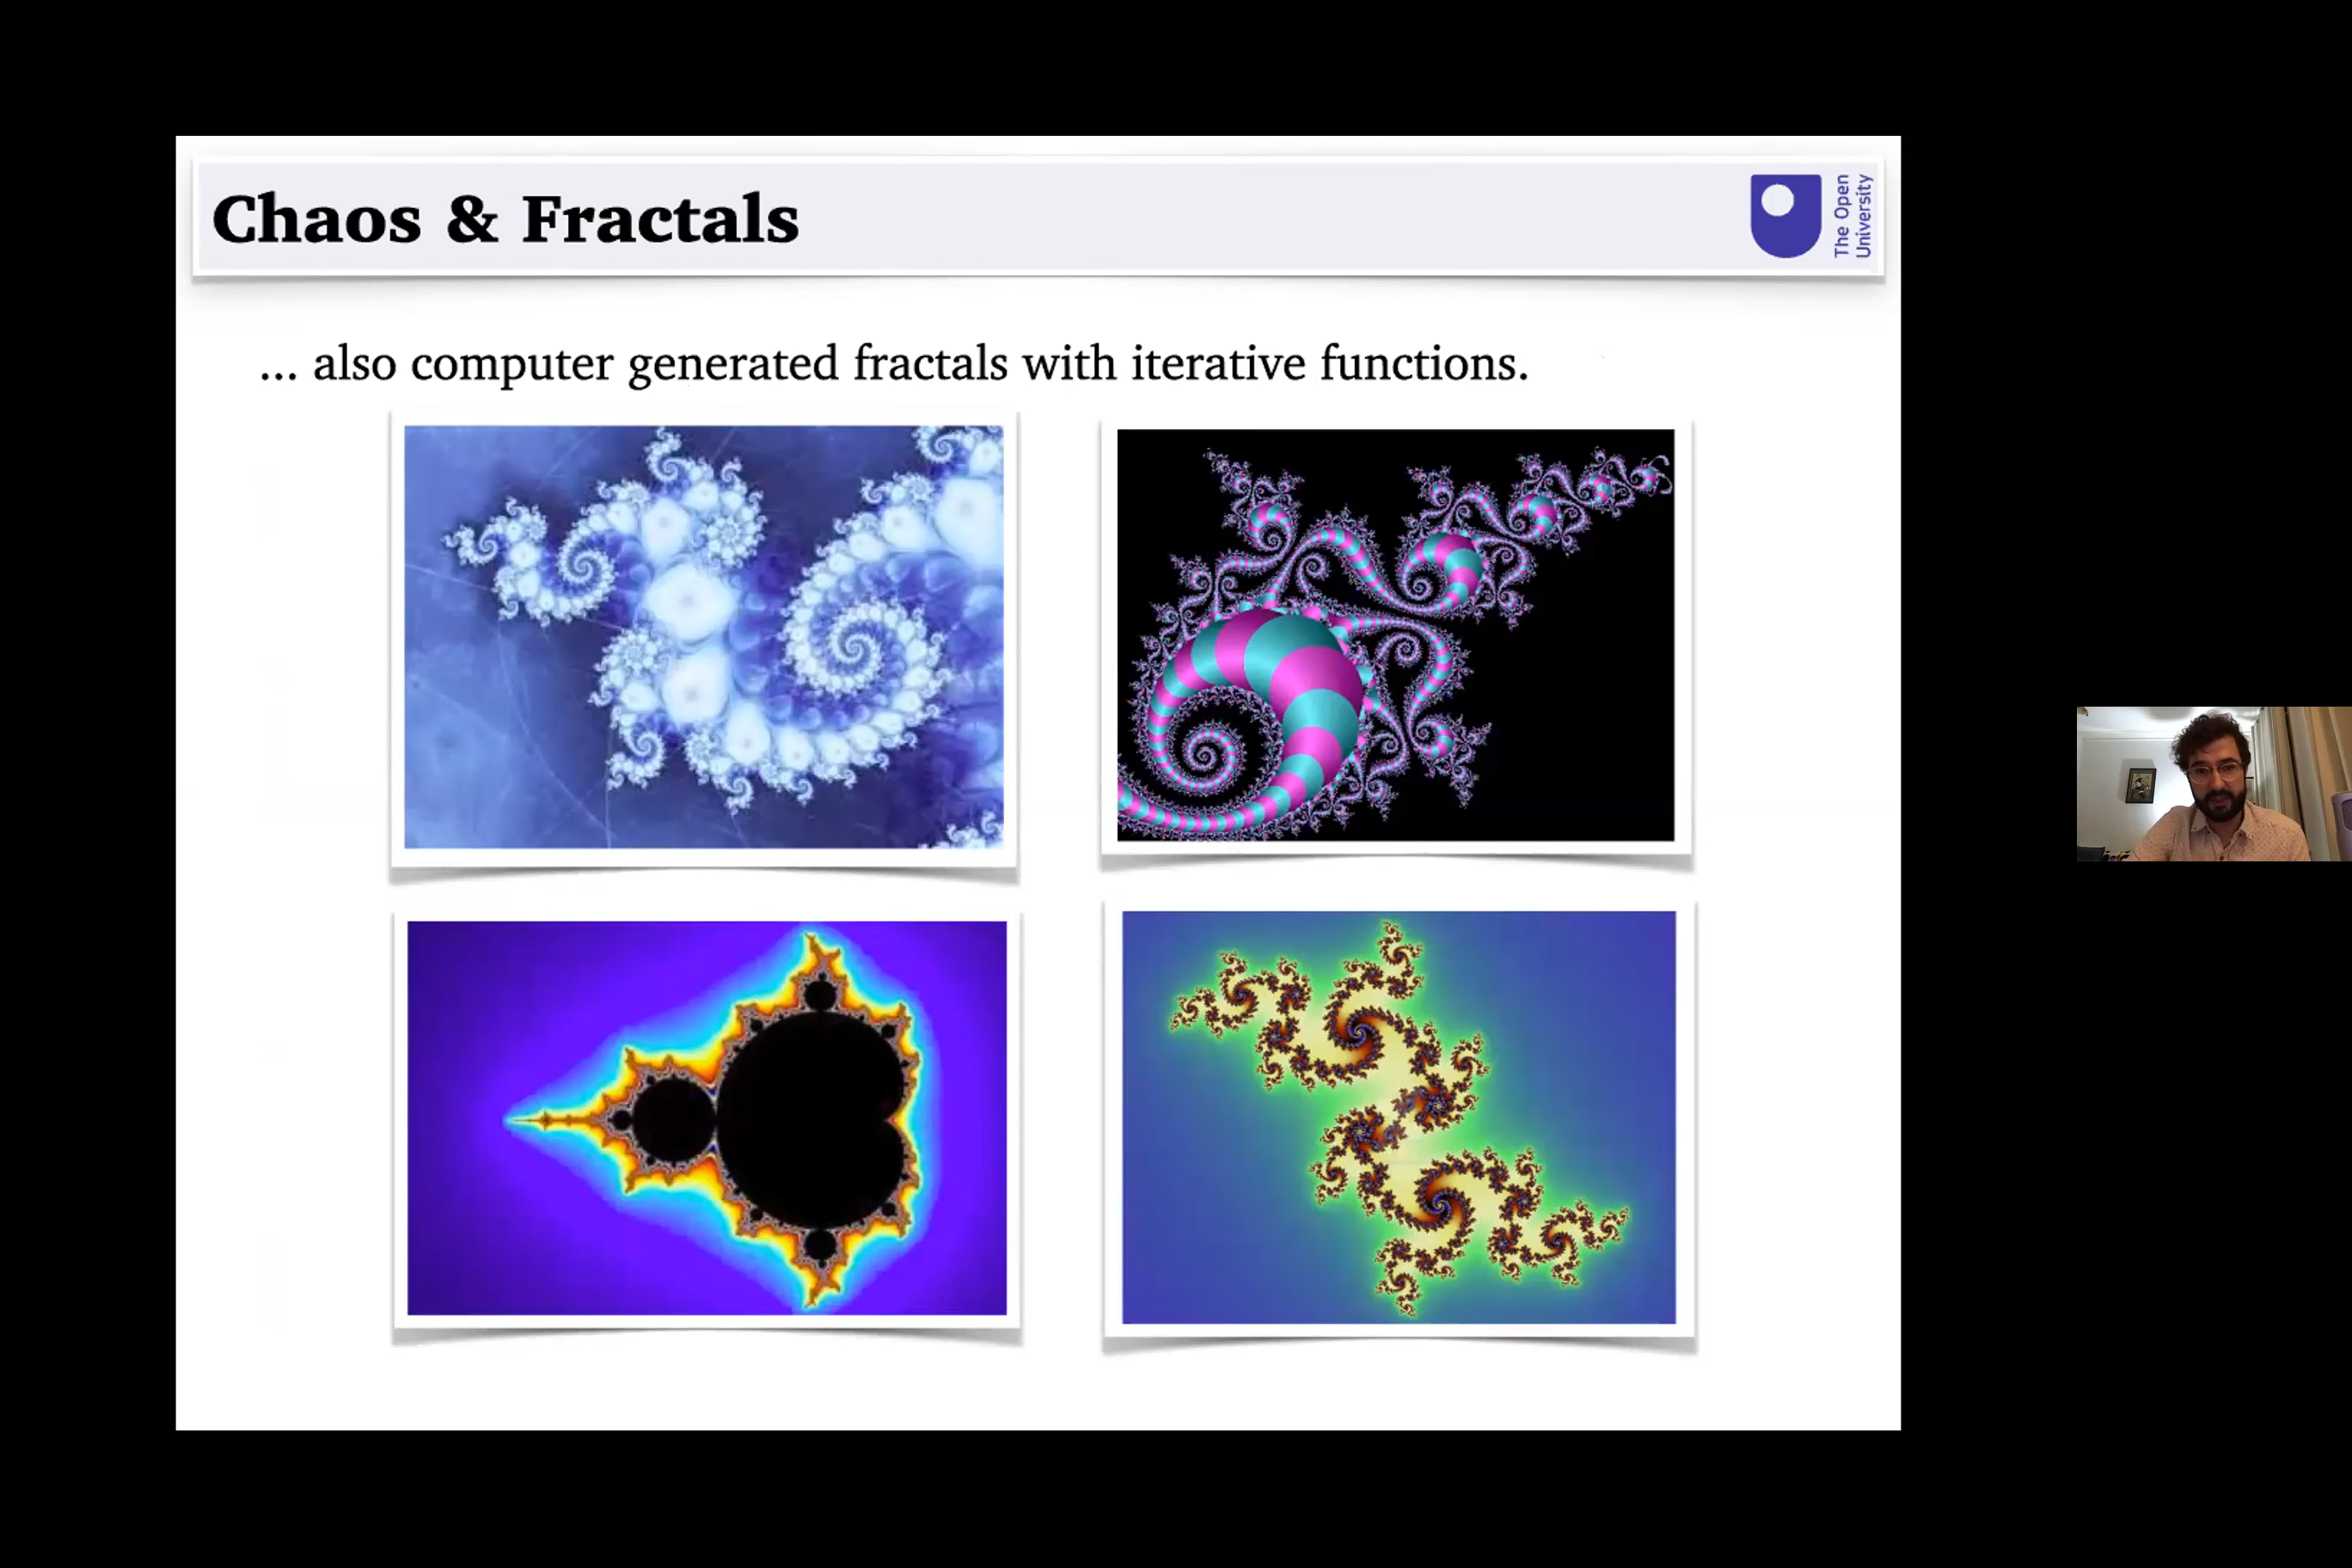 Chaos & Fractals
The Open
University
... also computer generated fractals with iterative functions.